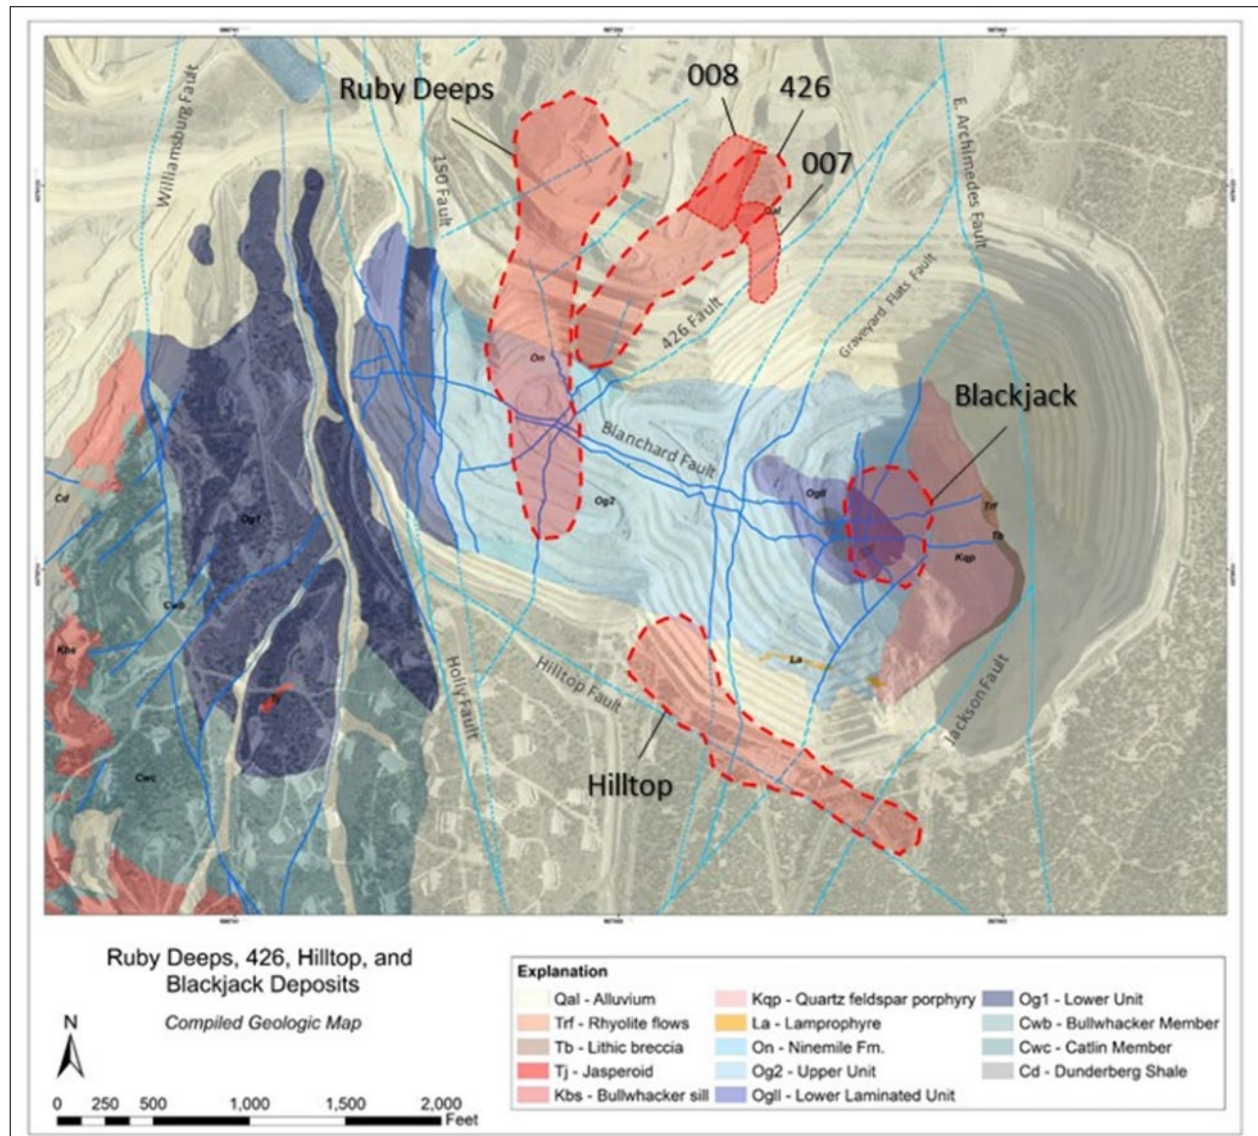 Ruby Deeps
008
426
007
Williamsburg Fault
150 Fault
E. Archimedes Fault
Qal
426 Fault
Graveyard Flats Fault
On
Blackjack
Blanchard Fault
Cd
Og1
Og2
Ogll
Trf
Tb
Kqp
Cwb
Kbs
La
Tj
Holly Fault
Hilltop Fault
Jackson Fault
Cwc
Hilltop
Ruby Deeps, 426, Hilltop, and
Blackjack Deposits
Compiled Geologic Map
N
0 250 500 1,000 1,500 2,000
Feet
Explanation
Qal - Alluvium
Trf - Rhyolite flows
Tb - Lithic breccia
Tj - Jasperoid
Kbs - Bullwhacker sill
Kqp - Quartz feldspar porphyry
La - Lamprophyre
On - Ninemile Fm.
Og2 - Upper Unit
Ogll - Lower Laminated Unit
Og1 - Lower Unit
Cwb - Bullwhacker Member
Cwc - Catlin Member
Cd - Dunderberg Shale